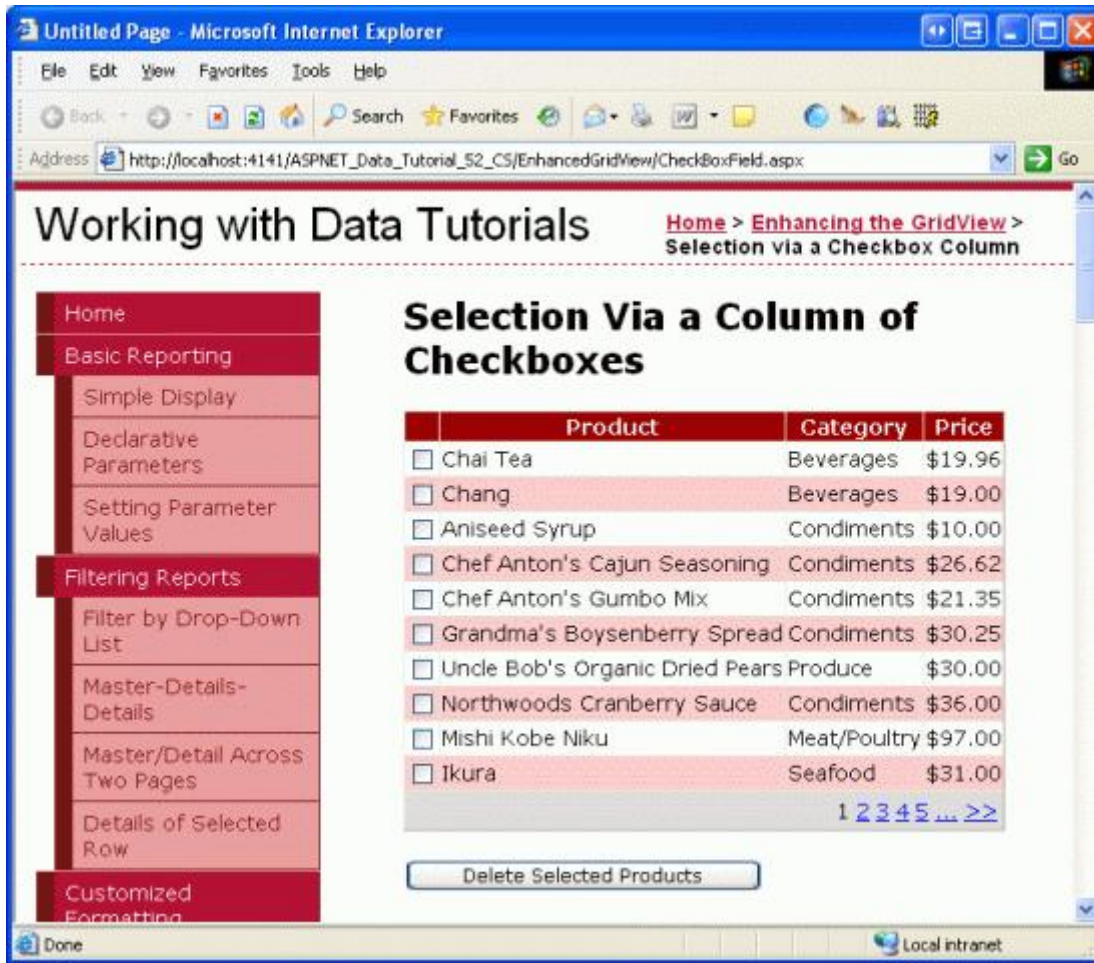 Untitled Page - Microsoft Internet Explorer
File Edit View Favorites Tools Help
Back Search Favorites
Address http://localhost:4141/ASPNET_Data_Tutorial_52_CS/EnhancedGridView/CheckBoxField.aspx Go
Working with Data Tutorials
Home > Enhancing the GridView >
Selection via a Checkbox Column
Home
Basic Reporting
Simple Display
Declarative
Parameters
Setting Parameter
Values
Filtering Reports
Filter by Drop-Down
List
Master-Details-
Details
Master/Detail Across
Two Pages
Details of Selected
Row
Customized
Formatting
Selection Via a Column of
Checkboxes
Product Category Price
Chai Tea Beverages $19.96
Chang Beverages $19.00
Aniseed Syrup Condiments $10.00
Chef Anton's Cajun Seasoning Condiments $26.62
Chef Anton's Gumbo Mix Condiments $21.35
Grandma's Boysenberry Spread Condiments $30.25
Uncle Bob's Organic Dried Pears Produce $30.00
Northwoods Cranberry Sauce Condiments $36.00
Mishi Kobe Niku Meat/Poultry $97.00
Ikura Seafood $31.00
1 2 3 4 5 ... >>
Delete Selected Products
Done Local intranet